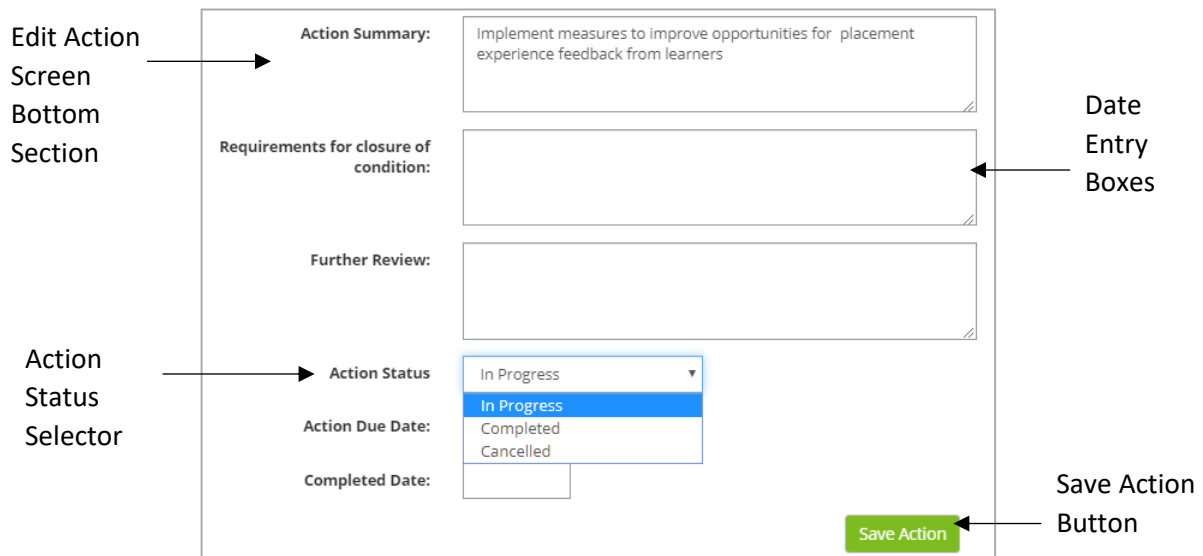 Edit Action
Screen
Bottom
Section
Action Summary:
Implement measures to improve opportunities for placement
experience feedback from learners
Date
Entry
Boxes
Requirements for closure of
condition:
Further Review:
Action
Status
Selector
Action Status
In Progress
In Progress
Completed
Cancelled
Action Due Date:
Completed Date:
Save Action
Save Action
Button